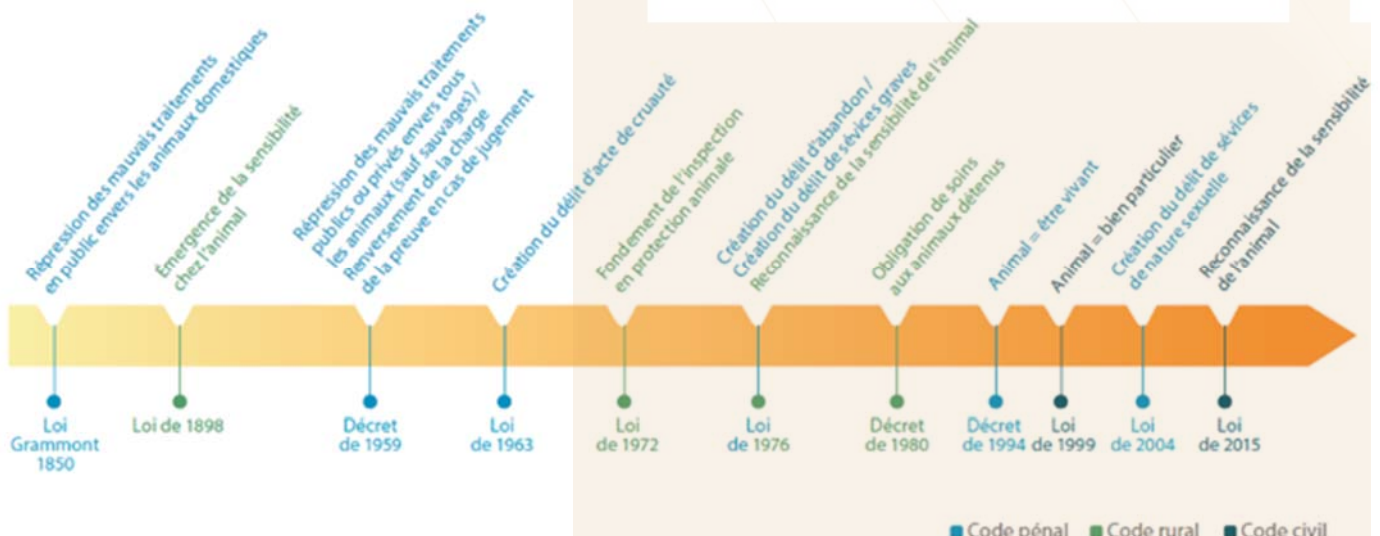 Répression des mauvais traitements
en public envers les animaux domestiques
Émergence de la sensibilité
chez l'animal
Répression des mauvais traitements
publics ou privés envers tous
les animaux (sauf sauvages) /
Renversement de la charge
de la preuve en cas de jugement
Création du délit d'acte de cruauté
Fondement de l'inspection
en protection animale
Création du délit d'abandon /
Création du délit de sévices graves
Reconnaissance de la sensibilité de l'animal
Obligation de soins
aux animaux détenus
Animal = être vivant
Animal = bien particulier
Création du délit de sévices
de nature sexuelle
Reconnaissance de la sensibilité
de l'animal
Loi
Grammont
1850
Loi de 1898
Décret
de 1959
Loi
de 1963
Loi
de 1972
Loi
de 1976
Décret
de 1980
Décret
de 1994
Loi
de 1999
Loi
de 2004
Loi
de 2015
Code pénal
Code rural
Code civil